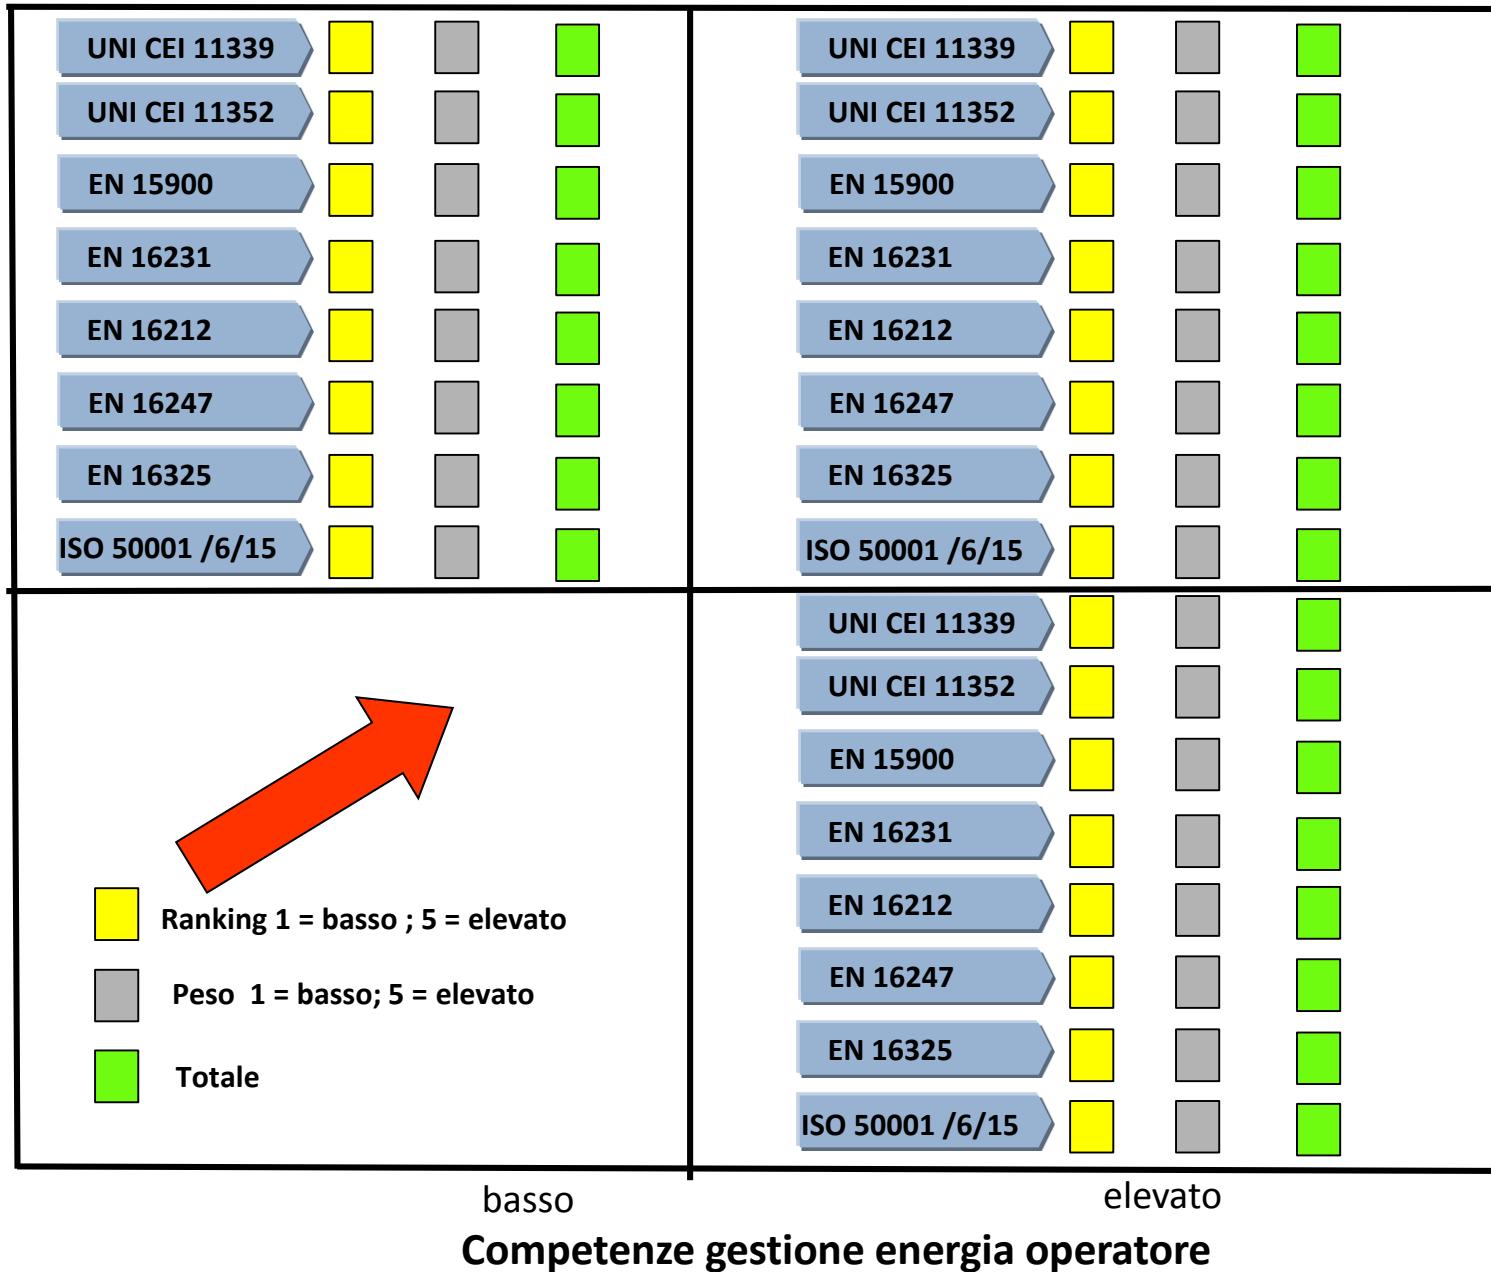 UNI CEI 11339
UNI CEI 11352
EN 15900
EN 16231
EN 16212
EN 16247
EN 16325
ISO 50001 /6/15
UNI CEI 11339
UNI CEI 11352
EN 15900
EN 16231
EN 16212
EN 16247
EN 16325
ISO 50001 /6/15
Ranking 1 = basso ; 5 = elevato
Peso 1 = basso; 5 = elevato
Totale
UNI CEI 11339
UNI CEI 11352
EN 15900
EN 16231
EN 16212
EN 16247
EN 16325
ISO 50001 /6/15
basso
elevato
Competenze gestione energia operatore